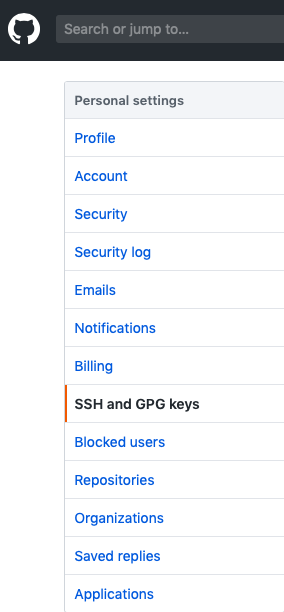 Search or jump to...
Personal settings
Profile
Account
Security
Security log
Emails
Notifications
Billing
SSH and GPG keys
Blocked users
Repositories
Organizations
Saved replies
Applications